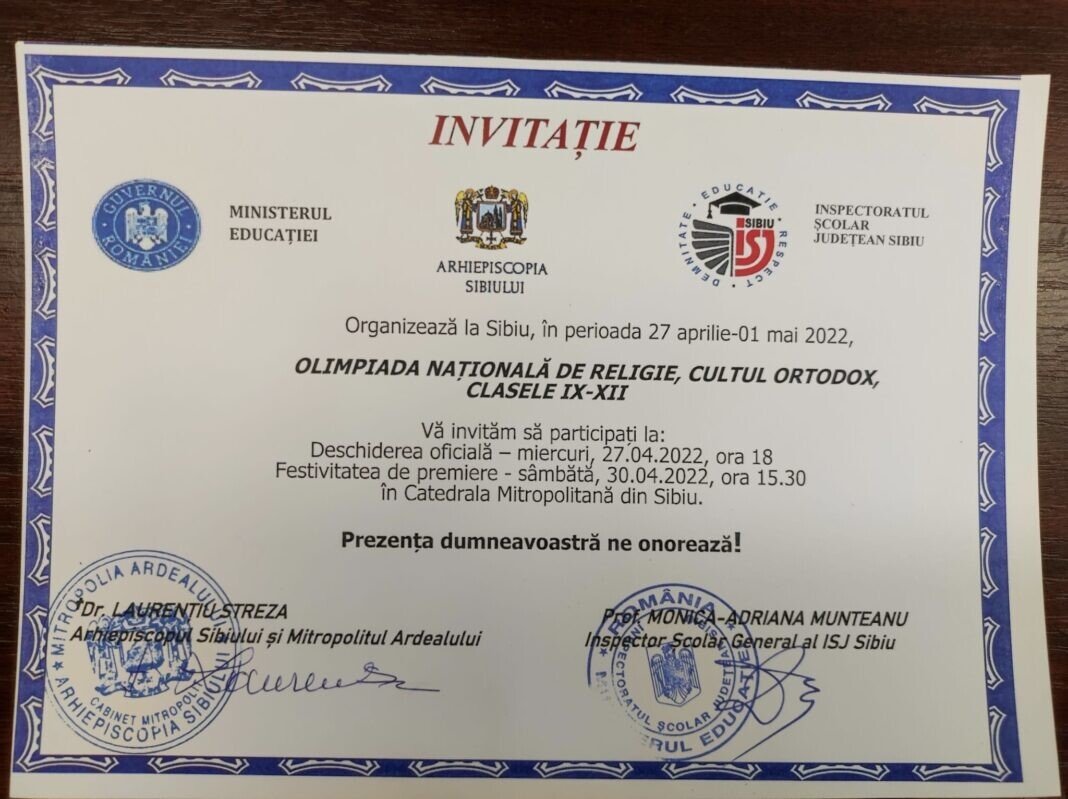 INVITAȚIE
GUVERNUL ROMÂNIEI
MINISTERUL
EDUCAȚIEI
ARHIEPISCOPIA
SIBIULUI
EDUCAȚIE · RESPECT · DEMNITATE
SIBIU
ISJ
INSPECTORATUL
ȘCOLAR
JUDEȚEAN SIBIU
Organizează la Sibiu, în perioada 27 aprilie-01 mai 2022,
OLIMPIADA NAȚIONALĂ DE RELIGIE, CULTUL ORTODOX,
CLASELE IX-XII
Vă invităm să participați la:
Deschiderea oficială – miercuri, 27.04.2022, ora 18
Festivitatea de premiere - sâmbătă, 30.04.2022, ora 15.30
în Catedrala Mitropolitană din Sibiu.
Prezența dumneavoastră ne onorează!
†Dr. LAURENȚIU STREZA
Arhiepiscopul Sibiului și Mitropolitul Ardealului
MITROPOLIA ARDEALULUI
ARHIEPISCOPIA SIBIULUI
CABINET MITROPOLIT
Prof. MONICA-ADRIANA MUNTEANU
Inspector Școlar General al ISJ Sibiu
ROMÂNIA
EDUCAȚIEI
INSPECTORATUL ȘCOLAR JUDEȚEAN